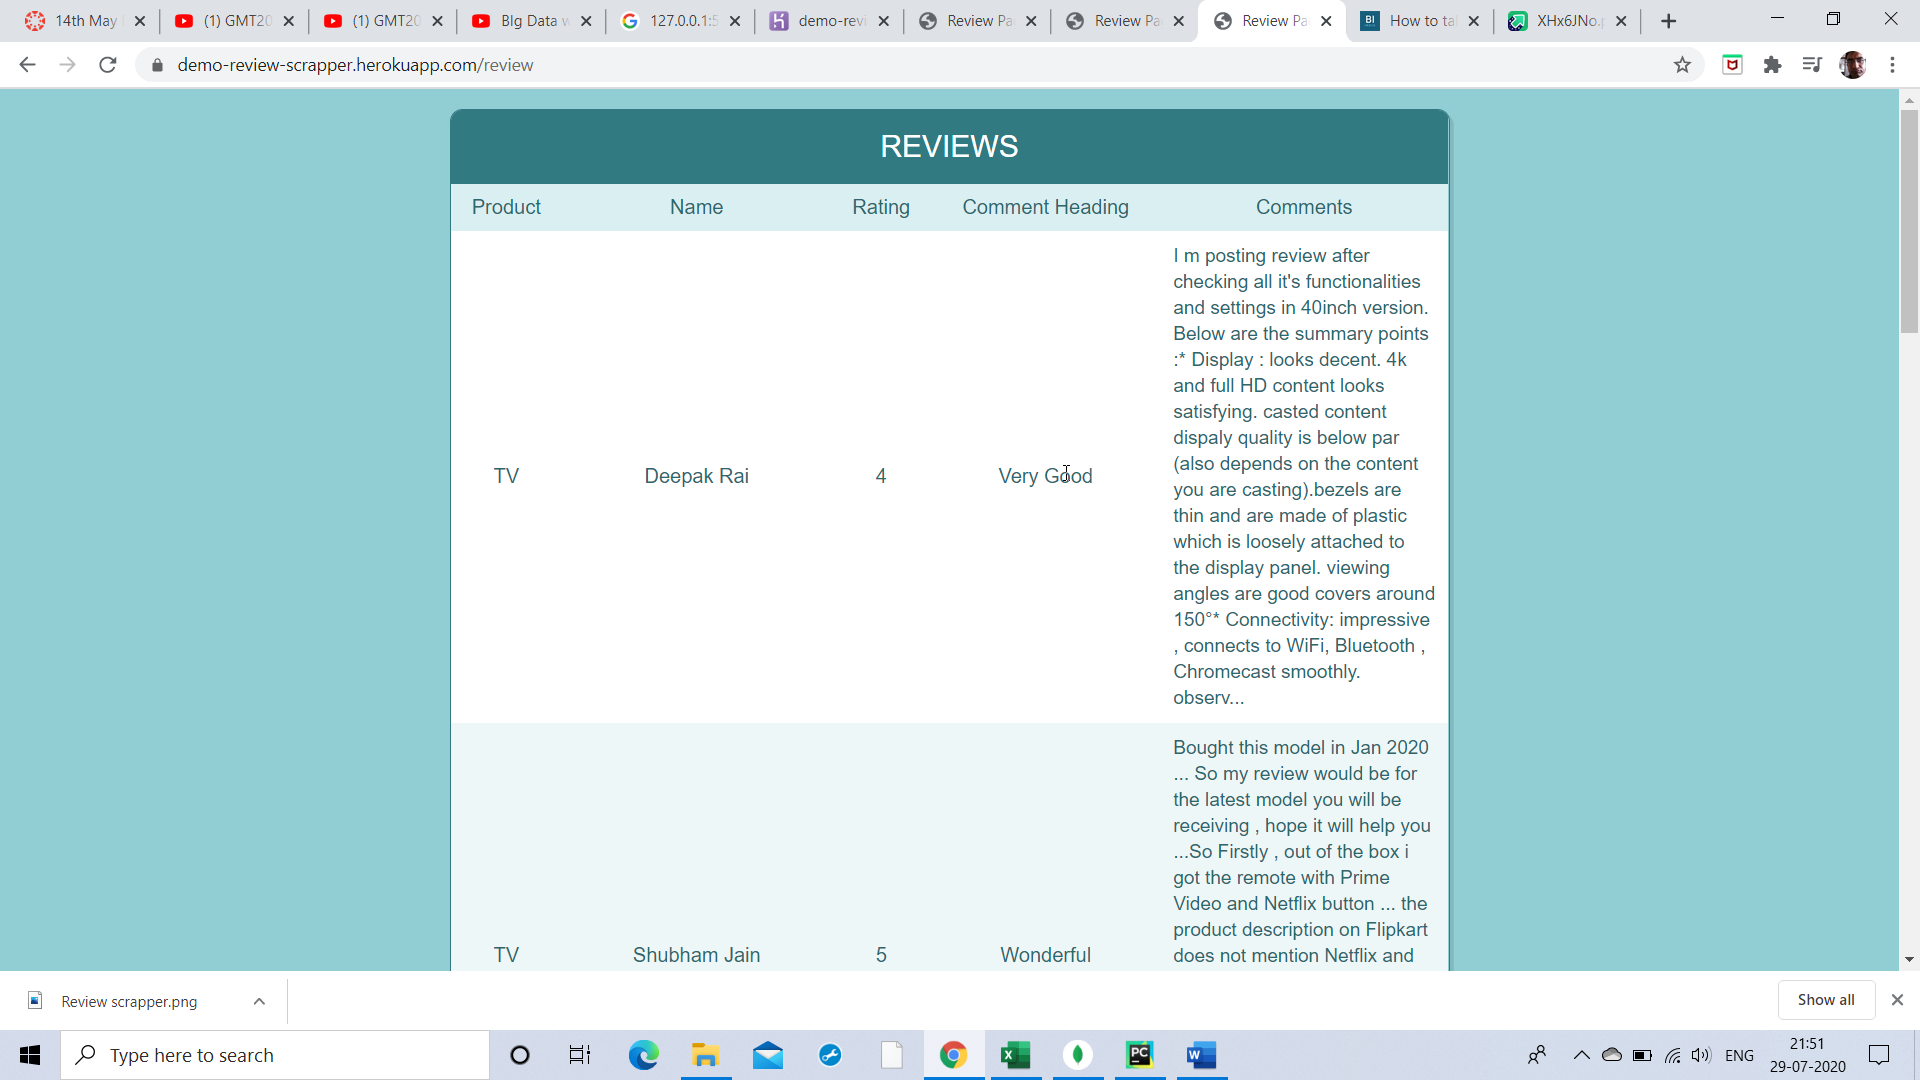 14th May
(1) GMT20
(1) GMT20
BIg Data w
127.0.0.1:5
demo-revi
Review Pa
Review Pa
Review Pa
BI How to ta
XHx6JNo.p
demo-review-scrapper.herokuapp.com/review
REVIEWS
Product Name Rating Comment Heading Comments
I m posting review after
checking all it's functionalities
and settings in 40inch version.
Below are the summary points
:* Display : looks decent. 4k
and full HD content looks
satisfying. casted content
dispaly quality is below par
(also depends on the content
you are casting).bezels are
thin and are made of plastic
which is loosely attached to
the display panel. viewing
angles are good covers around
150°* Connectivity: impressive
, connects to WiFi, Bluetooth ,
Chromecast smoothly.
observ...
TV Deepak Rai 4 Very Good
Bought this model in Jan 2020
... So my review would be for
the latest model you will be
receiving , hope it will help you
...So Firstly , out of the box i
got the remote with Prime
Video and Netflix button ... the
product description on Flipkart
does not mention Netflix and
TV Shubham Jain 5 Wonderful
Review scrapper.png
Show all
Type here to search
PC
ENG
21:51
29-07-2020